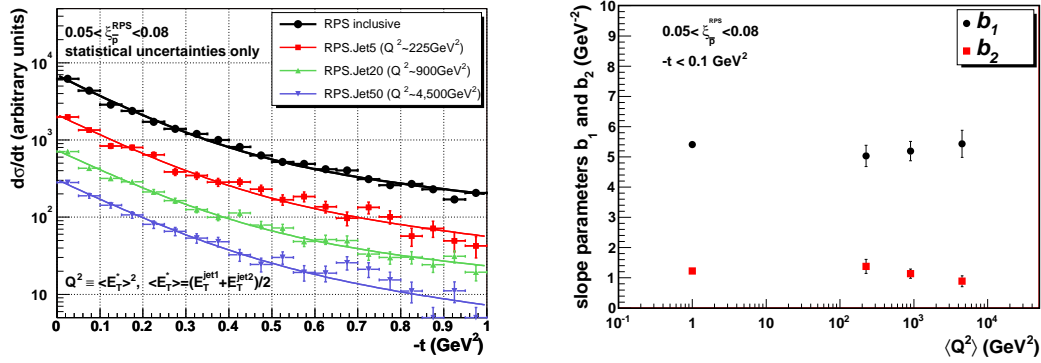 dσ/dt (arbitrary units)
0.05< ξ_p̄^RPS <0.08
statistical uncertainties only
RPS inclusive
RPS.Jet5 (Q²~225GeV²)
RPS.Jet20 (Q²~900GeV²)
RPS.Jet50 (Q²~4,500GeV²)
10⁴
10³
10²
10
Q² ≡ <E_T^*>², <E_T^*>=(E_T^jet1+E_T^jet2)/2
0 0.1 0.2 0.3 0.4 0.5 0.6 0.7 0.8 0.9 1
-t (GeV²)
slope parameters b₁ and b₂ (GeV⁻²)
0.05< ξ_p̄^RPS <0.08
-t < 0.1 GeV²
b₁
b₂
9
8
7
6
5
4
3
2
1
0
10⁻¹ 1 10 10² 10³ 10⁴
⟨Q²⟩ (GeV²)